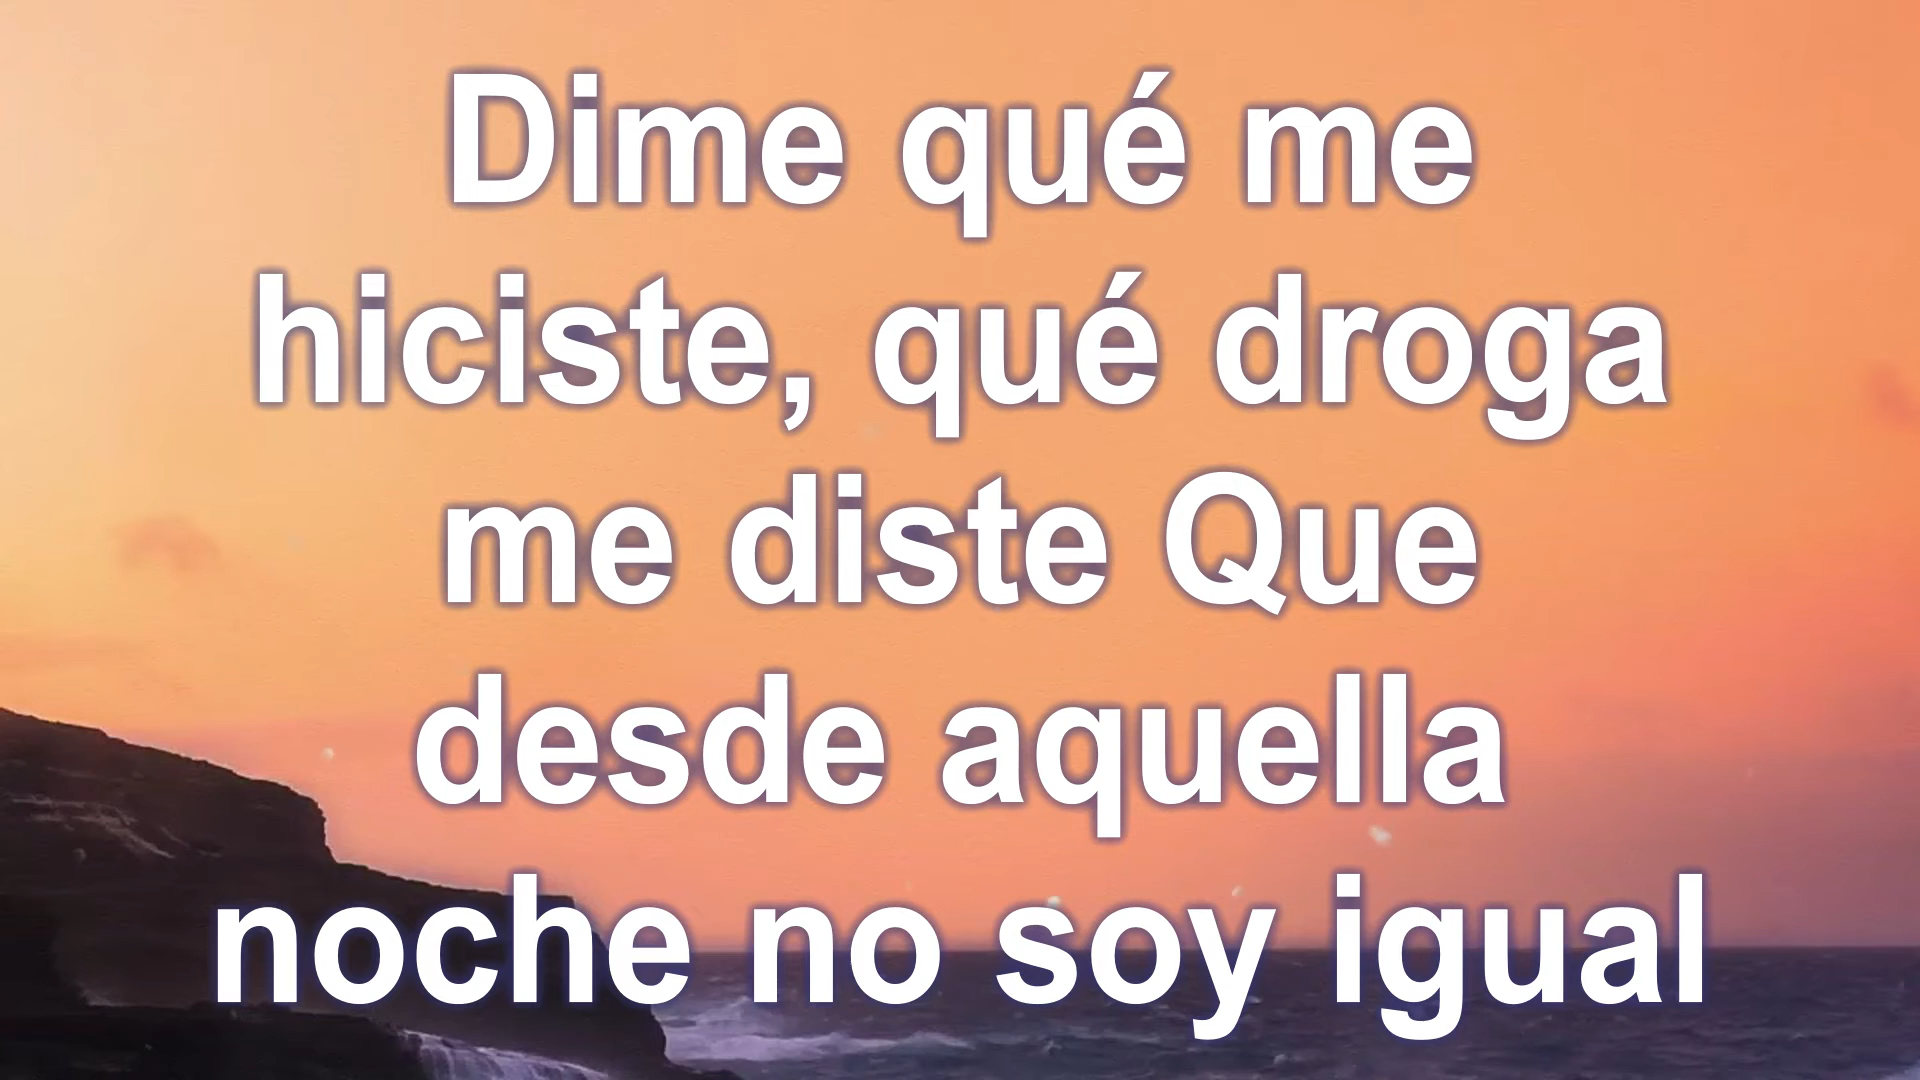 Dime qué me
hiciste, qué droga
me diste Que
desde aquella
noche no soy igual